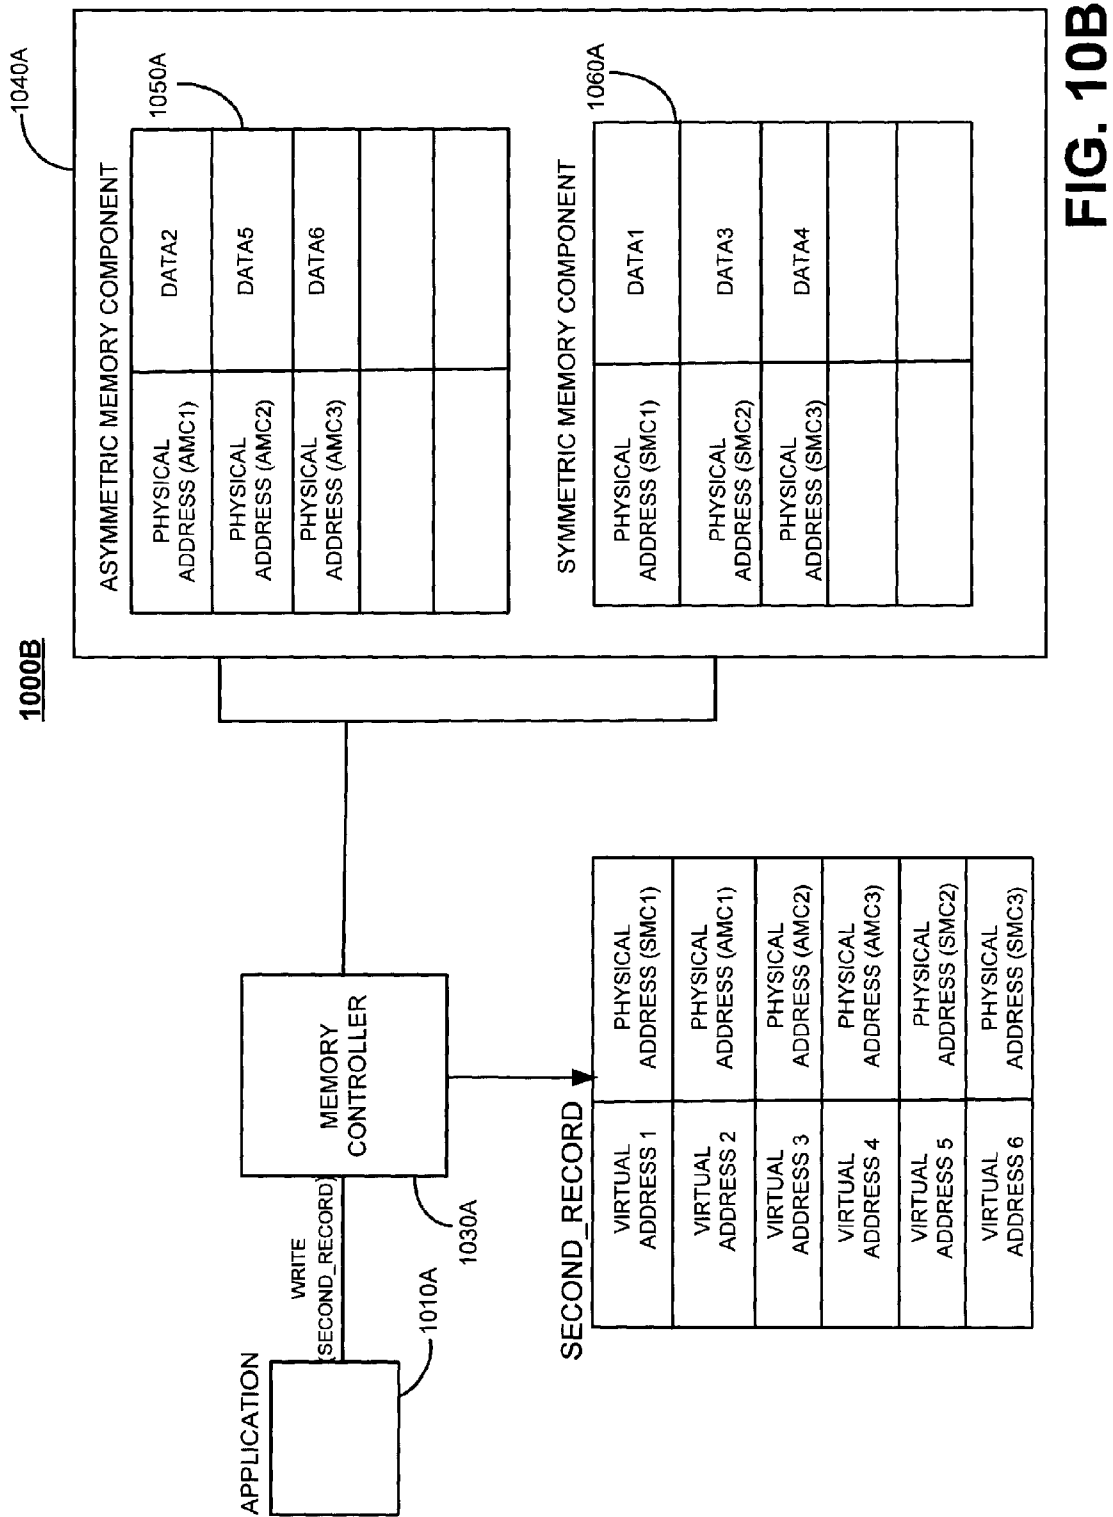 1000B
1040A
ASYMMETRIC MEMORY COMPONENT
1050A
PHYSICAL
ADDRESS (AMC1)
DATA2
PHYSICAL
ADDRESS (AMC2)
DATA5
PHYSICAL
ADDRESS (AMC3)
DATA6
SYMMETRIC MEMORY COMPONENT
1060A
PHYSICAL
ADDRESS (SMC1)
DATA1
PHYSICAL
ADDRESS (SMC2)
DATA3
PHYSICAL
ADDRESS (SMC3)
DATA4
APPLICATION
1010A
WRITE
(SECOND_RECORD)
MEMORY
CONTROLLER
1030A
SECOND_RECORD
VIRTUAL
ADDRESS 1
PHYSICAL
ADDRESS (SMC1)
VIRTUAL
ADDRESS 2
PHYSICAL
ADDRESS (AMC1)
VIRTUAL
ADDRESS 3
PHYSICAL
ADDRESS (AMC2)
VIRTUAL
ADDRESS 4
PHYSICAL
ADDRESS (AMC3)
VIRTUAL
ADDRESS 5
PHYSICAL
ADDRESS (SMC2)
VIRTUAL
ADDRESS 6
PHYSICAL
ADDRESS (SMC3)
FIG. 10B